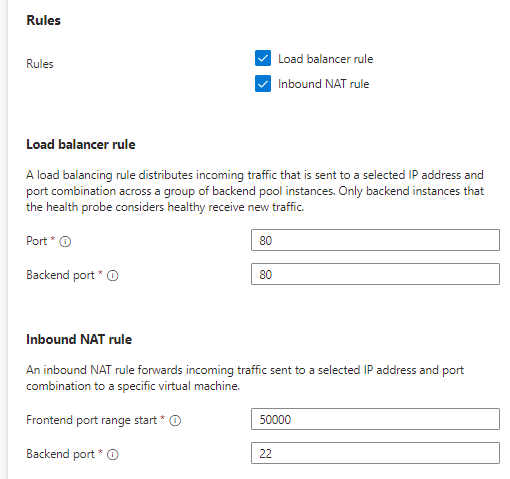 Rules
Rules
Load balancer rule
Inbound NAT rule
Load balancer rule
A load balancing rule distributes incoming traffic that is sent to a selected IP address and
port combination across a group of backend pool instances. Only backend instances that
the health probe considers healthy receive new traffic.
Port * 80
Backend port * 80
Inbound NAT rule
An inbound NAT rule forwards incoming traffic sent to a selected IP address and port
combination to a specific virtual machine.
Frontend port range start * 50000
Backend port * 22